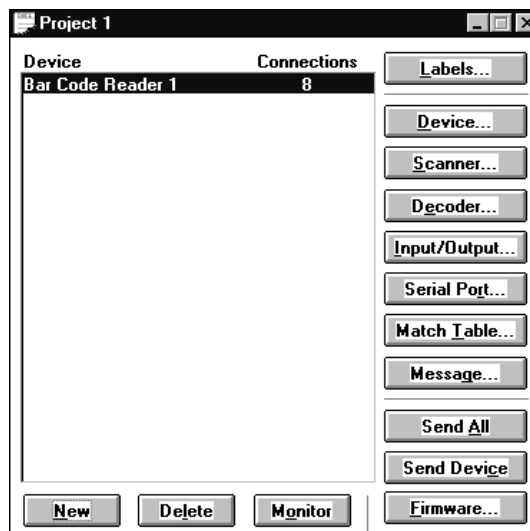 Project 1
Device Connections
Bar Code Reader 1 8
Labels...
Device...
Scanner...
Decoder...
Input/Output...
Serial Port...
Match Table...
Message...
Send All
Send Device
Firmware...
New Delete Monitor